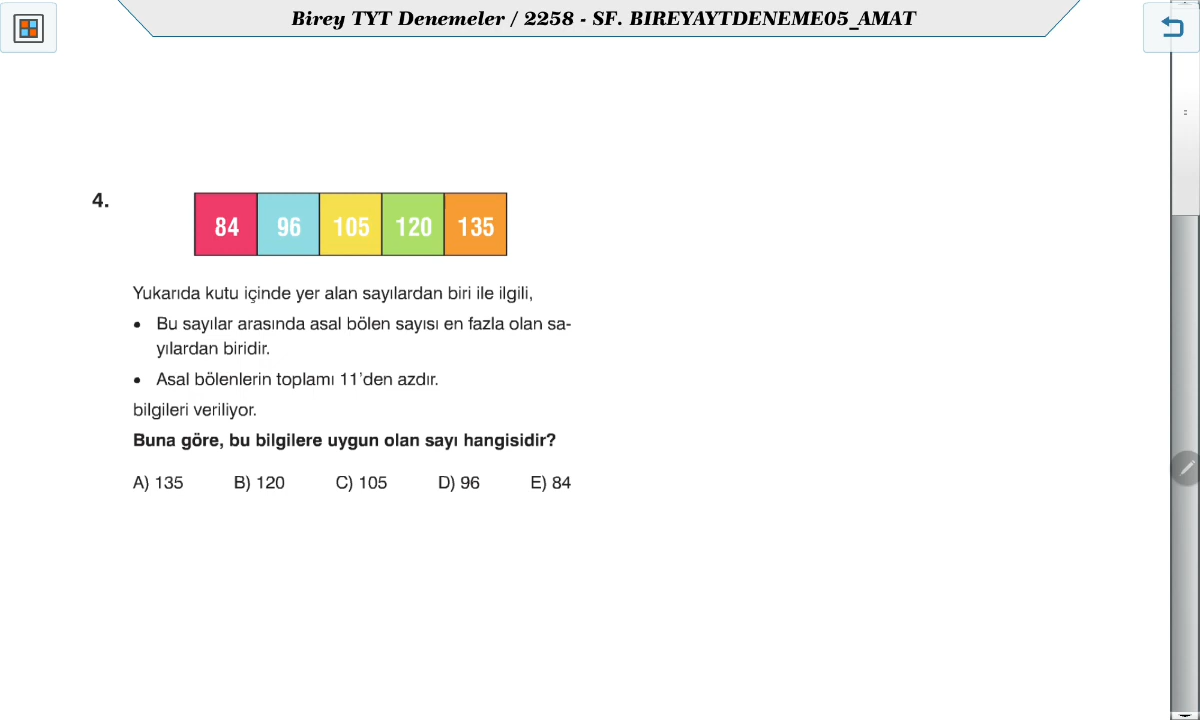 Birey TYT Denemeler / 2258 - SF. BIREYAYTDENEME05_AMAT
4.
84 96 105 120 135
Yukarıda kutu içinde yer alan sayılardan biri ile ilgili,
• Bu sayılar arasında asal bölen sayısı en fazla olan sa-
yılardan biridir.
• Asal bölenlerin toplamı 11'den azdır.
bilgileri veriliyor.
Buna göre, bu bilgilere uygun olan sayı hangisidir?
A) 135 B) 120 C) 105 D) 96 E) 84